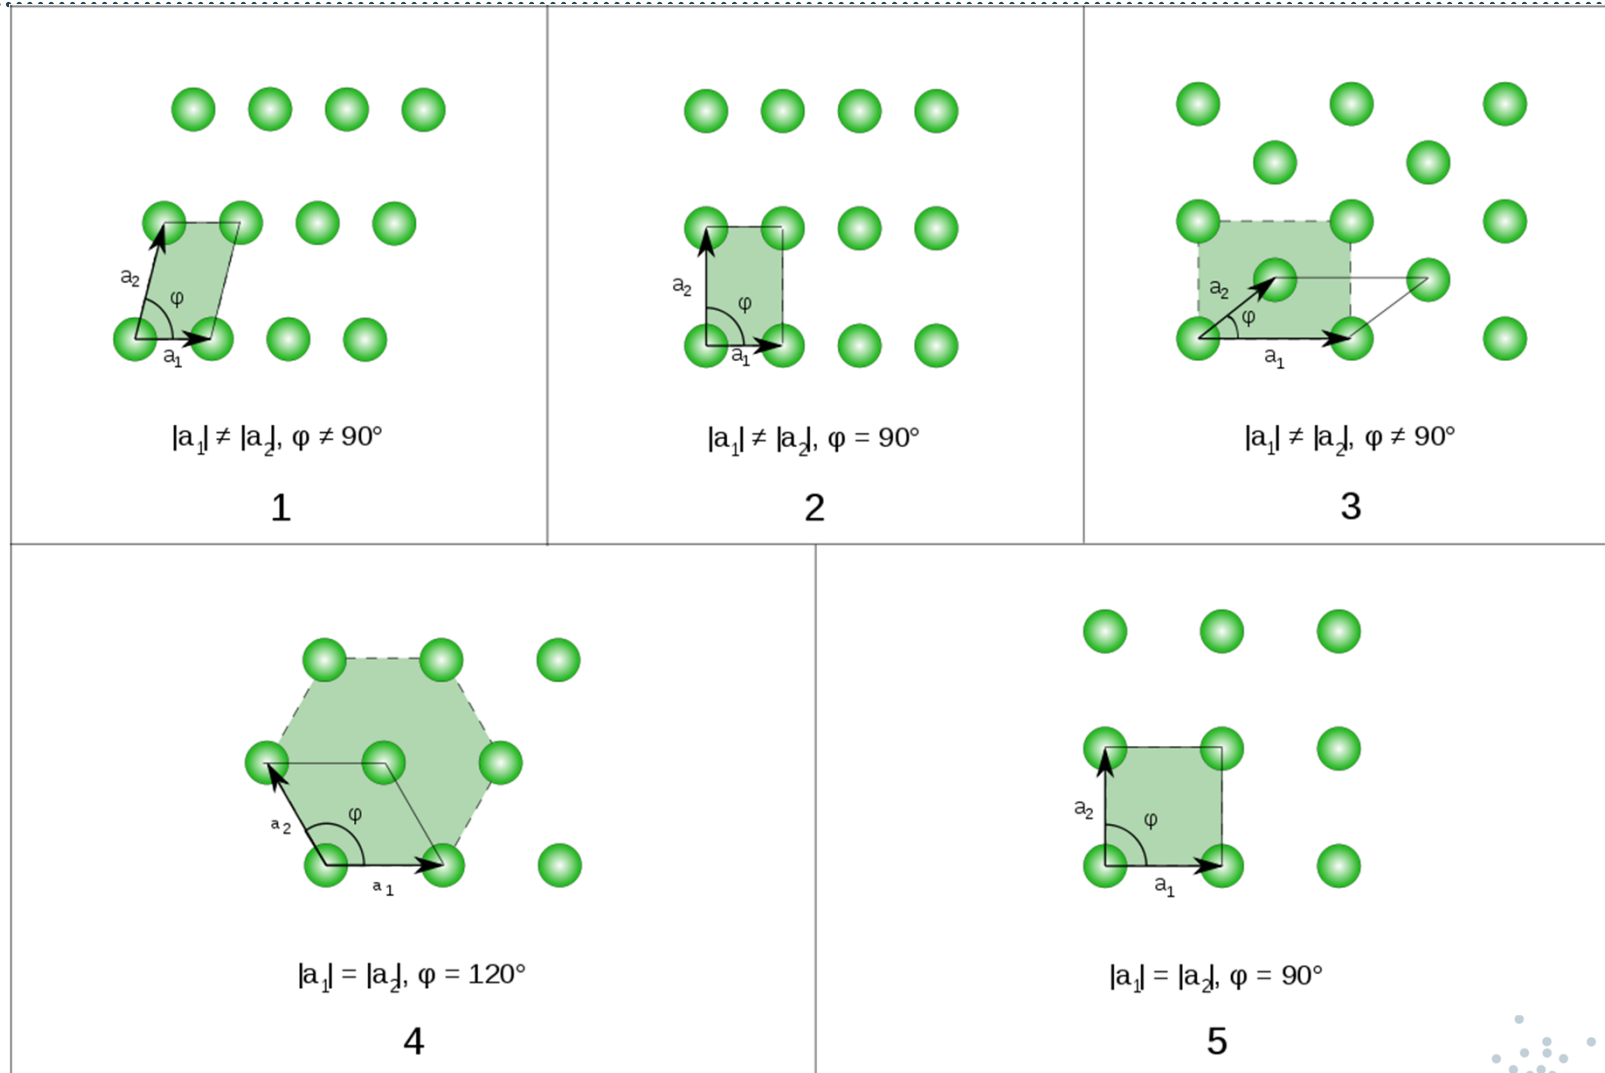 a2
φ
a1
|a1| ≠ |a2|, φ ≠ 90°
1
a2
φ
a1
|a1| ≠ |a2|, φ = 90°
2
a2
φ
a1
|a1| ≠ |a2|, φ ≠ 90°
3
φ
a2
a1
|a1| = |a2|, φ = 120°
4
a2
φ
a1
|a1| = |a2|, φ = 90°
5